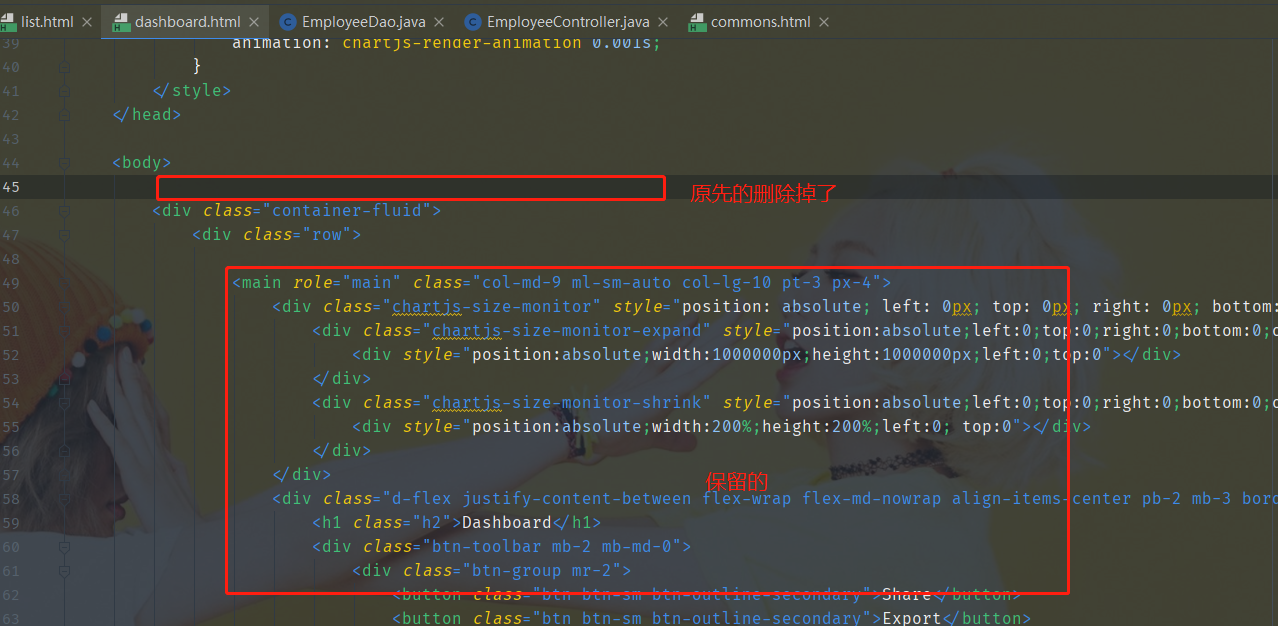 list.html dashboard.html EmployeeDao.java EmployeeController.java commons.html
39 animation: chartjs-render-animation 0.001s;
40 }
41 </style>
42 </head>
43
44 <body>
45 原先的删除掉了
46 <div class="container-fluid">
47 <div class="row">
48
49 <main role="main" class="col-md-9 ml-sm-auto col-lg-10 pt-3 px-4">
50 <div class="chartjs-size-monitor" style="position: absolute; left: 0px; top: 0px; right: 0px; bottom:
51 <div class="chartjs-size-monitor-expand" style="position:absolute;left:0;top:0;right:0;bottom:0;
52 <div style="position:absolute;width:1000000px;height:1000000px;left:0;top:0"></div>
53 </div>
54 <div class="chartjs-size-monitor-shrink" style="position:absolute;left:0;top:0;right:0;bottom:0;
55 <div style="position:absolute;width:200%;height:200%;left:0; top:0"></div>
56 </div>
57 </div>
保留的
58 <div class="d-flex justify-content-between flex-wrap flex-md-nowrap align-items-center pb-2 mb-3 bord
59 <h1 class="h2">Dashboard</h1>
60 <div class="btn-toolbar mb-2 mb-md-0">
61 <div class="btn-group mr-2">
62 <button class="btn btn-sm btn-outline-secondary">Share</button>
63 <button class="btn btn-sm btn-outline-secondary">Export</button>